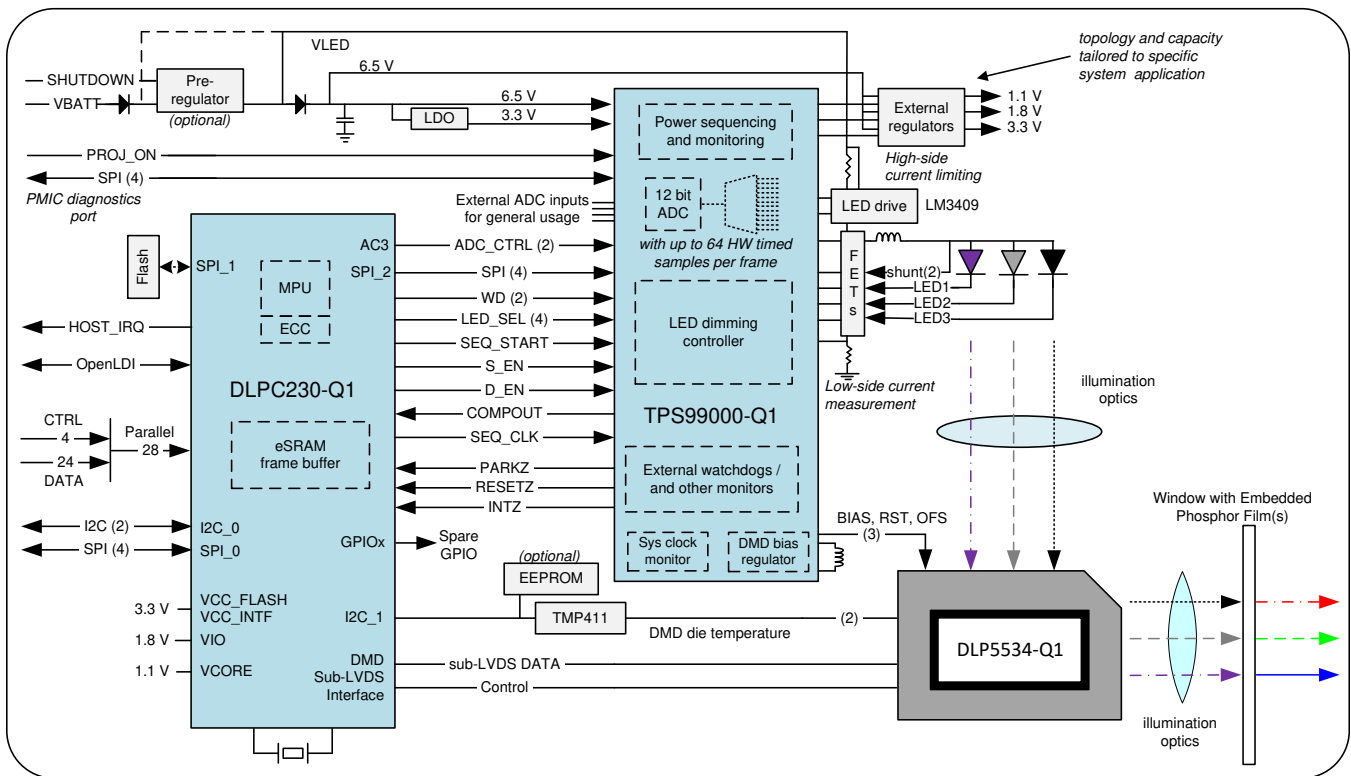 VLED
topology and capacity
tailored to specific
system application
SHUTDOWN
VBATT
Pre-
regulator
(optional)
6.5 V
6.5 V
3.3 V
LDO
PROJ_ON
SPI (4)
PMIC diagnostics
port
Power sequencing
and monitoring
External
regulators
1.1 V
1.8 V
3.3 V
High-side
current limiting
12 bit
ADC
with up to 64 HW timed
samples per frame
External ADC inputs
for general usage
LED drive
LM3409
FETs
shunt(2)
LED1
LED2
LED3
Low-side current
measurement
LED dimming
controller
TPS99000-Q1
External watchdogs /
and other monitors
Sys clock
monitor
DMD bias
regulator
Flash
SPI_1
AC3
SPI_2
MPU
ECC
DLPC230-Q1
eSRAM
frame buffer
ADC_CTRL (2)
SPI (4)
WD (2)
LED_SEL (4)
SEQ_START
S_EN
D_EN
COMPOUT
SEQ_CLK
PARKZ
RESETZ
INTZ
HOST_IRQ
OpenLDI
CTRL
4
24
DATA
Parallel
28
I2C (2)
SPI (4)
I2C_0
SPI_0
GPIOx
Spare
GPIO
3.3 V
VCC_FLASH
VCC_INTF
1.8 V
VIO
1.1 V
VCORE
I2C_1
DMD
Sub-LVDS
Interface
(optional)
EEPROM
TMP411
DMD die temperature
(2)
sub-LVDS DATA
Control
BIAS, RST, OFS
(3)
illumination
optics
DLP5534-Q1
Window with Embedded
Phosphor Film(s)
illumination
optics